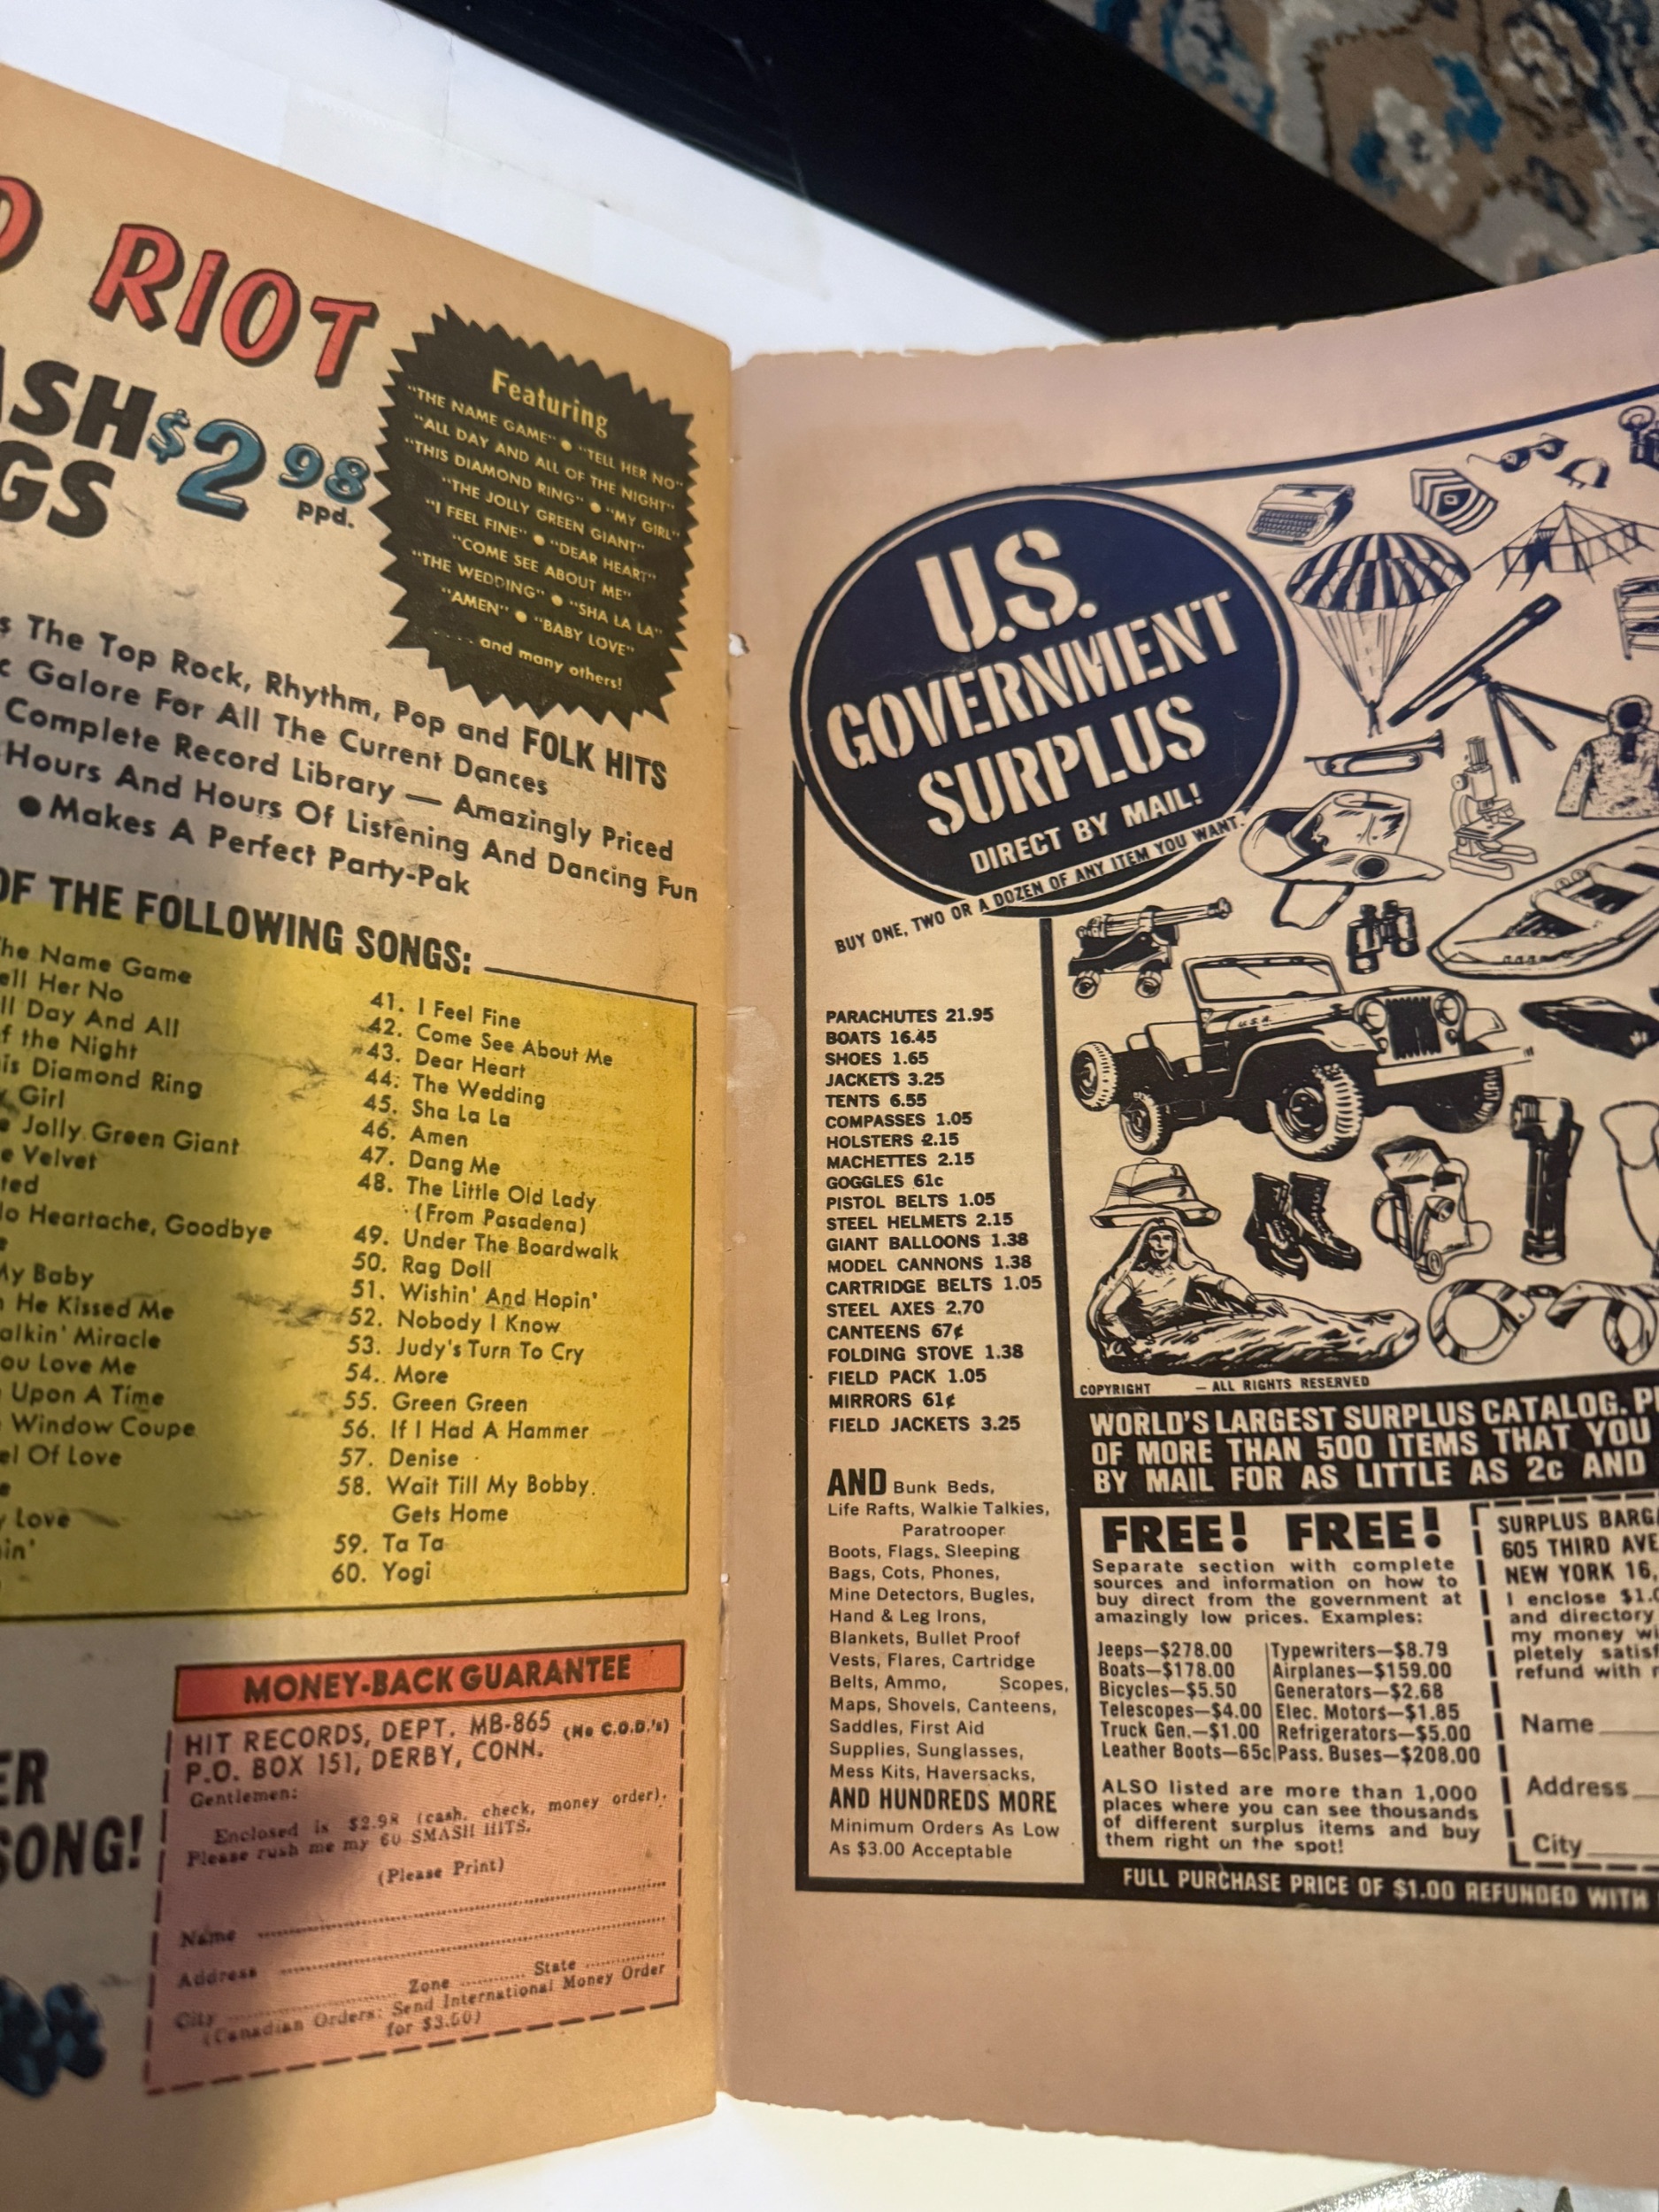 RIOT
$2 98
ppd.
Featuring
"THE NAME GAME" ● "TELL HER NO"
"ALL DAY AND ALL OF THE NIGHT"
"THIS DIAMOND RING" ● "MY GIRL"
"THE JOLLY GREEN GIANT"
"I FEEL FINE" ● "DEAR HEART"
"COME SEE ABOUT ME"
"THE WEDDING" ● "SHA LA LA"
"AMEN" ● "BABY LOVE"
.... and many others!
The Top Rock, Rhythm, Pop and FOLK HITS
Galore For All The Current Dances
Complete Record Library — Amazingly Priced
Hours And Hours Of Listening And Dancing Fun
● Makes A Perfect Party-Pak
OF THE FOLLOWING SONGS:
he Name Game
ell Her No
ll Day And All
f the Night
is Diamond Ring
Girl
Jolly Green Giant
e Velvet
ted
lo Heartache, Goodbye
e
My Baby
He Kissed Me
alkin' Miracle
ou Love Me
Upon A Time
Window Coupe
el Of Love
e
Love
in'
41. I Feel Fine
42. Come See About Me
43. Dear Heart
44. The Wedding
45. Sha La La
46. Amen
47. Dang Me
48. The Little Old Lady
(From Pasadena)
49. Under The Boardwalk
50. Rag Doll
51. Wishin' And Hopin'
52. Nobody I Know
53. Judy's Turn To Cry
54. More
55. Green Green
56. If I Had A Hammer
57. Denise
58. Wait Till My Bobby
Gets Home
59. Ta Ta
60. Yogi
ER
SONG!
MONEY-BACK GUARANTEE
HIT RECORDS, DEPT. MB-865 (No C.O.D.'s)
P.O. BOX 151, DERBY, CONN.
Gentlemen:
Enclosed is $2.98 (cash, check, money order).
Please rush me my 60 SMASH HITS.
(Please Print)
Name
Address
City Zone State
(Canadian Orders: Send International Money Order
for $3.50)
U.S.
GOVERNMENT
SURPLUS
DIRECT BY MAIL!
BUY ONE, TWO OR A DOZEN OF ANY ITEM YOU WANT.
U.S.A.
PARACHUTES 21.95
BOATS 16.45
SHOES 1.65
JACKETS 3.25
TENTS 6.55
COMPASSES 1.05
HOLSTERS 2.15
MACHETTES 2.15
GOGGLES 61c
PISTOL BELTS 1.05
STEEL HELMETS 2.15
GIANT BALLOONS 1.38
MODEL CANNONS 1.38
CARTRIDGE BELTS 1.05
STEEL AXES 2.70
CANTEENS 67¢
FOLDING STOVE 1.38
FIELD PACK 1.05
MIRRORS 61¢
FIELD JACKETS 3.25
AND Bunk Beds,
Life Rafts, Walkie Talkies,
Paratrooper
Boots, Flags, Sleeping
Bags, Cots, Phones,
Mine Detectors, Bugles,
Hand & Leg Irons,
Blankets, Bullet Proof
Vests, Flares, Cartridge
Belts, Ammo, Scopes,
Maps, Shovels, Canteens,
Saddles, First Aid
Supplies, Sunglasses,
Mess Kits, Haversacks,
AND HUNDREDS MORE
Minimum Orders As Low
As $3.00 Acceptable
COPYRIGHT — ALL RIGHTS RESERVED
WORLD'S LARGEST SURPLUS CATALOG.
OF MORE THAN 500 ITEMS THAT YOU
BY MAIL FOR AS LITTLE AS 2c AND
FREE! FREE!
Separate section with complete
sources and information on how to
buy direct from the government at
amazingly low prices. Examples:
Jeeps—$278.00
Boats—$178.00
Bicycles—$5.50
Telescopes—$4.00
Truck Gen.—$1.00
Leather Boots—65c
Typewriters—$8.79
Airplanes—$159.00
Generators—$2.68
Elec. Motors—$1.85
Refrigerators—$5.00
Pass. Buses—$208.00
ALSO listed are more than 1,000
places where you can see thousands
of different surplus items and buy
them right on the spot!
SURPLUS BARG
605 THIRD AVE
NEW YORK 16,
I enclose $1.0
and directory
my money wi
pletely satisf
refund with
Name
Address
City
FULL PURCHASE PRICE OF $1.00 REFUNDED WITH